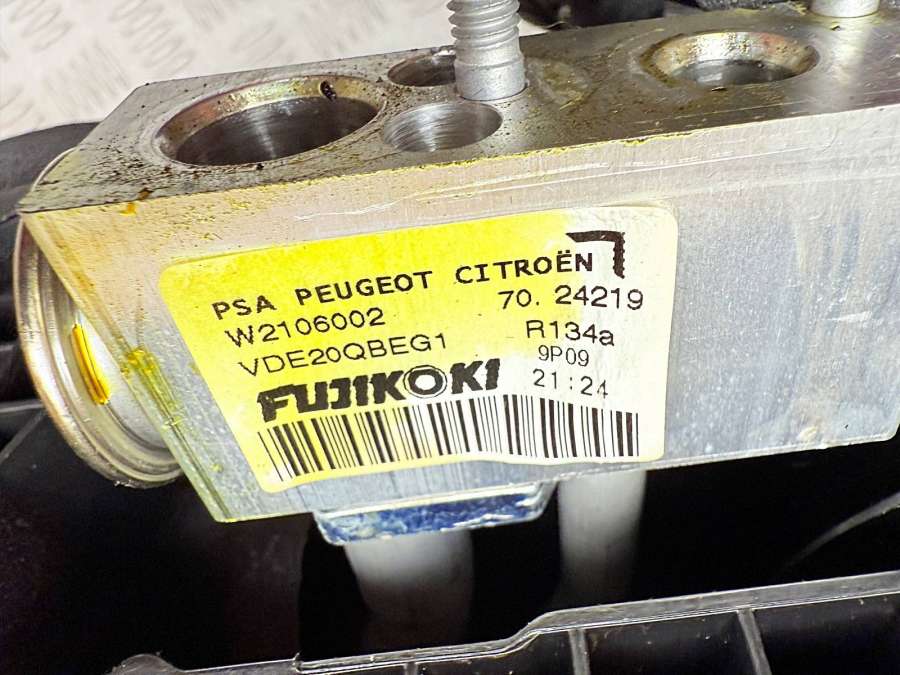 PSA PEUGEOT CITROËN
W2106002 70. 24219
VDE20QBEG1 R134a
9P09
FUJIKOKI 21:24